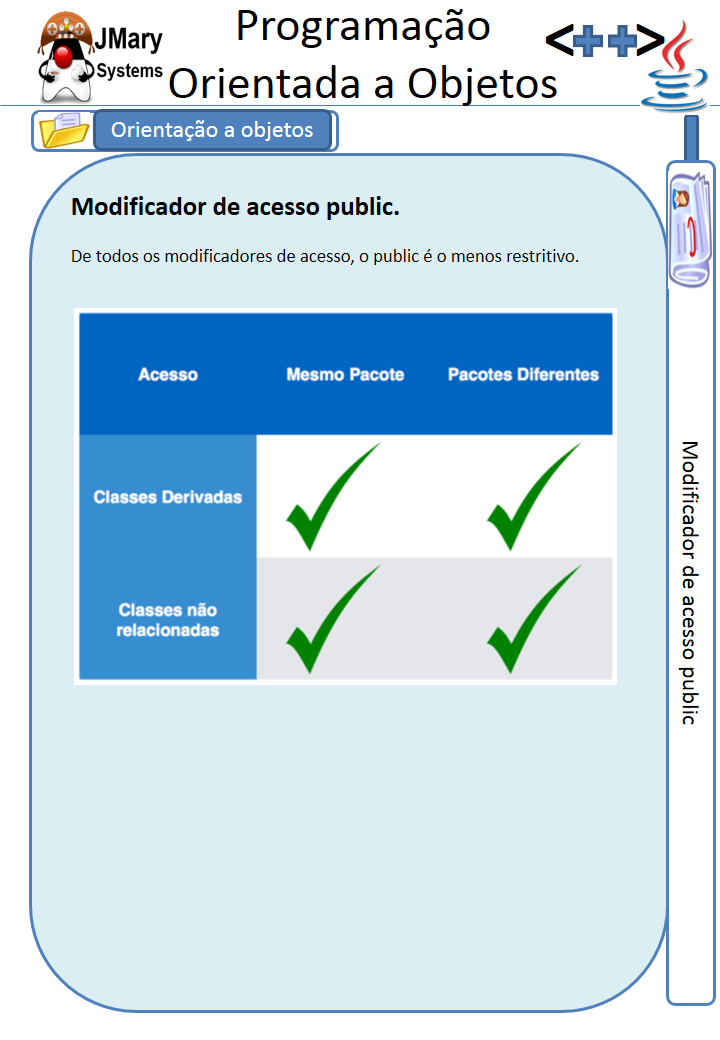 JMary
Systems
Programação
Orientada a Objetos
<++>
Orientação a objetos
Modificador de acesso public.
De todos os modificadores de acesso, o public é o menos restritivo.
Acesso
Mesmo Pacote
Pacotes Diferentes
Classes Derivadas
Classes não
relacionadas
Modificador de acesso public